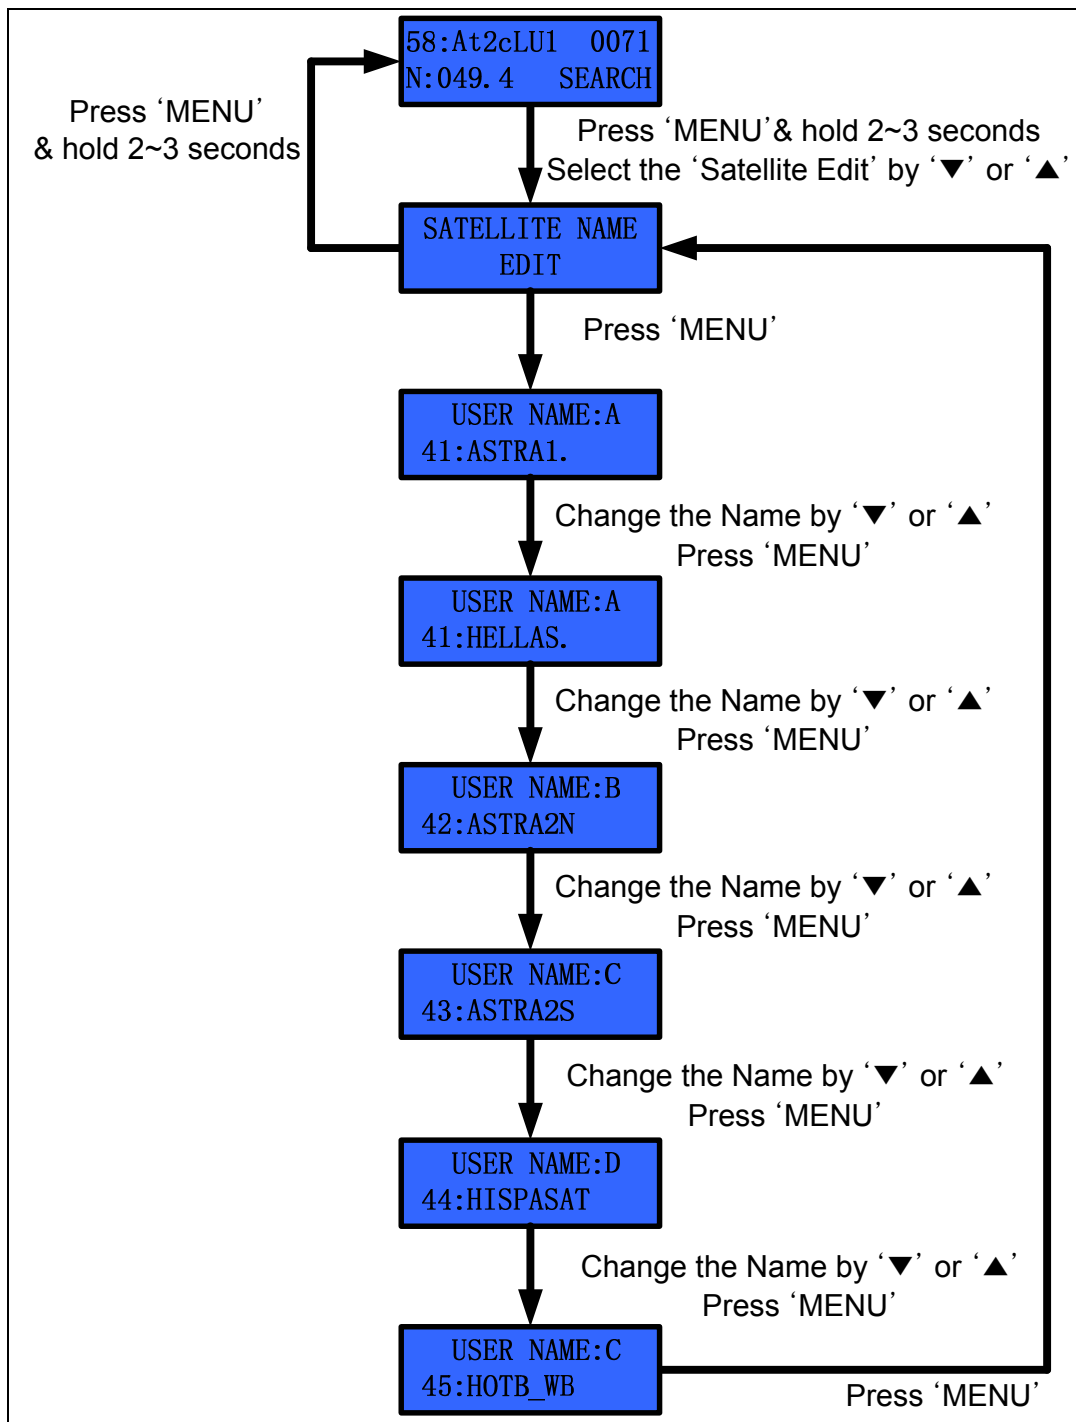 58:At2cLU1 0071
N:049.4 SEARCH
Press ‘MENU’
& hold 2~3 seconds
Press ‘MENU’& hold 2~3 seconds
Select the ‘Satellite Edit’ by ‘▼’ or ‘▲’
SATELLITE NAME
EDIT
Press ‘MENU’
USER NAME:A
41:ASTRA1.
Change the Name by ‘▼’ or ‘▲’
Press ‘MENU’
USER NAME:A
41:HELLAS.
Change the Name by ‘▼’ or ‘▲’
Press ‘MENU’
USER NAME:B
42:ASTRA2N
Change the Name by ‘▼’ or ‘▲’
Press ‘MENU’
USER NAME:C
43:ASTRA2S
Change the Name by ‘▼’ or ‘▲’
Press ‘MENU’
USER NAME:D
44:HISPASAT
Change the Name by ‘▼’ or ‘▲’
Press ‘MENU’
USER NAME:C
45:HOTB_WB
Press ‘MENU’